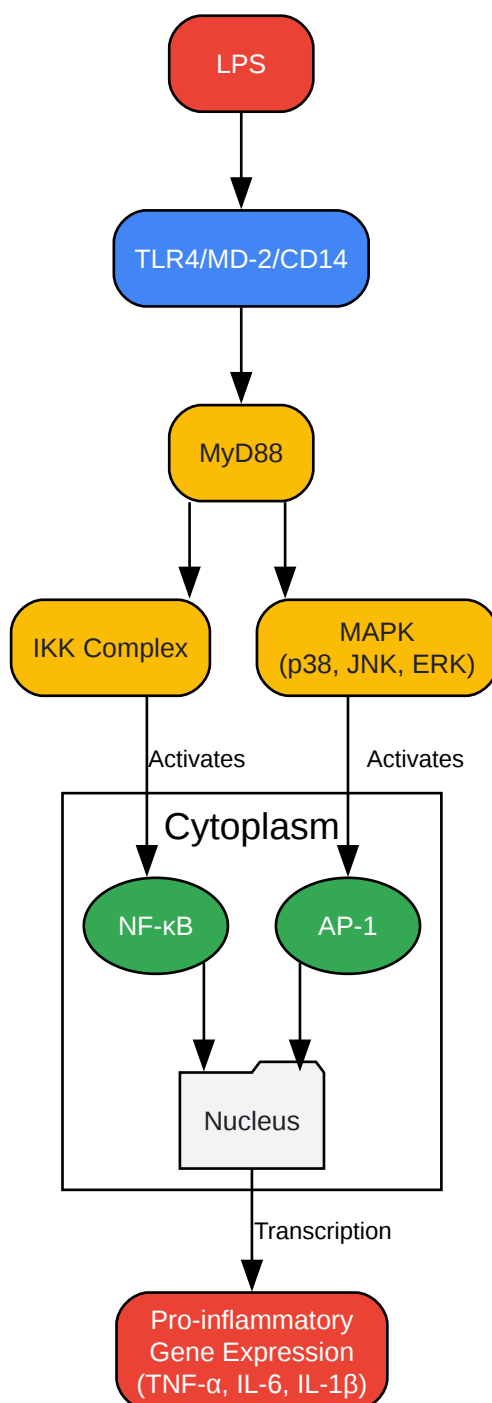 LPS
TLR4/MD-2/CD14
MyD88
IKK Complex
MAPK
(p38, JNK, ERK)
Activates
Activates
Cytoplasm
NF-κB
AP-1
Nucleus
Transcription
Pro-inflammatory
Gene Expression
(TNF-α, IL-6, IL-1β)